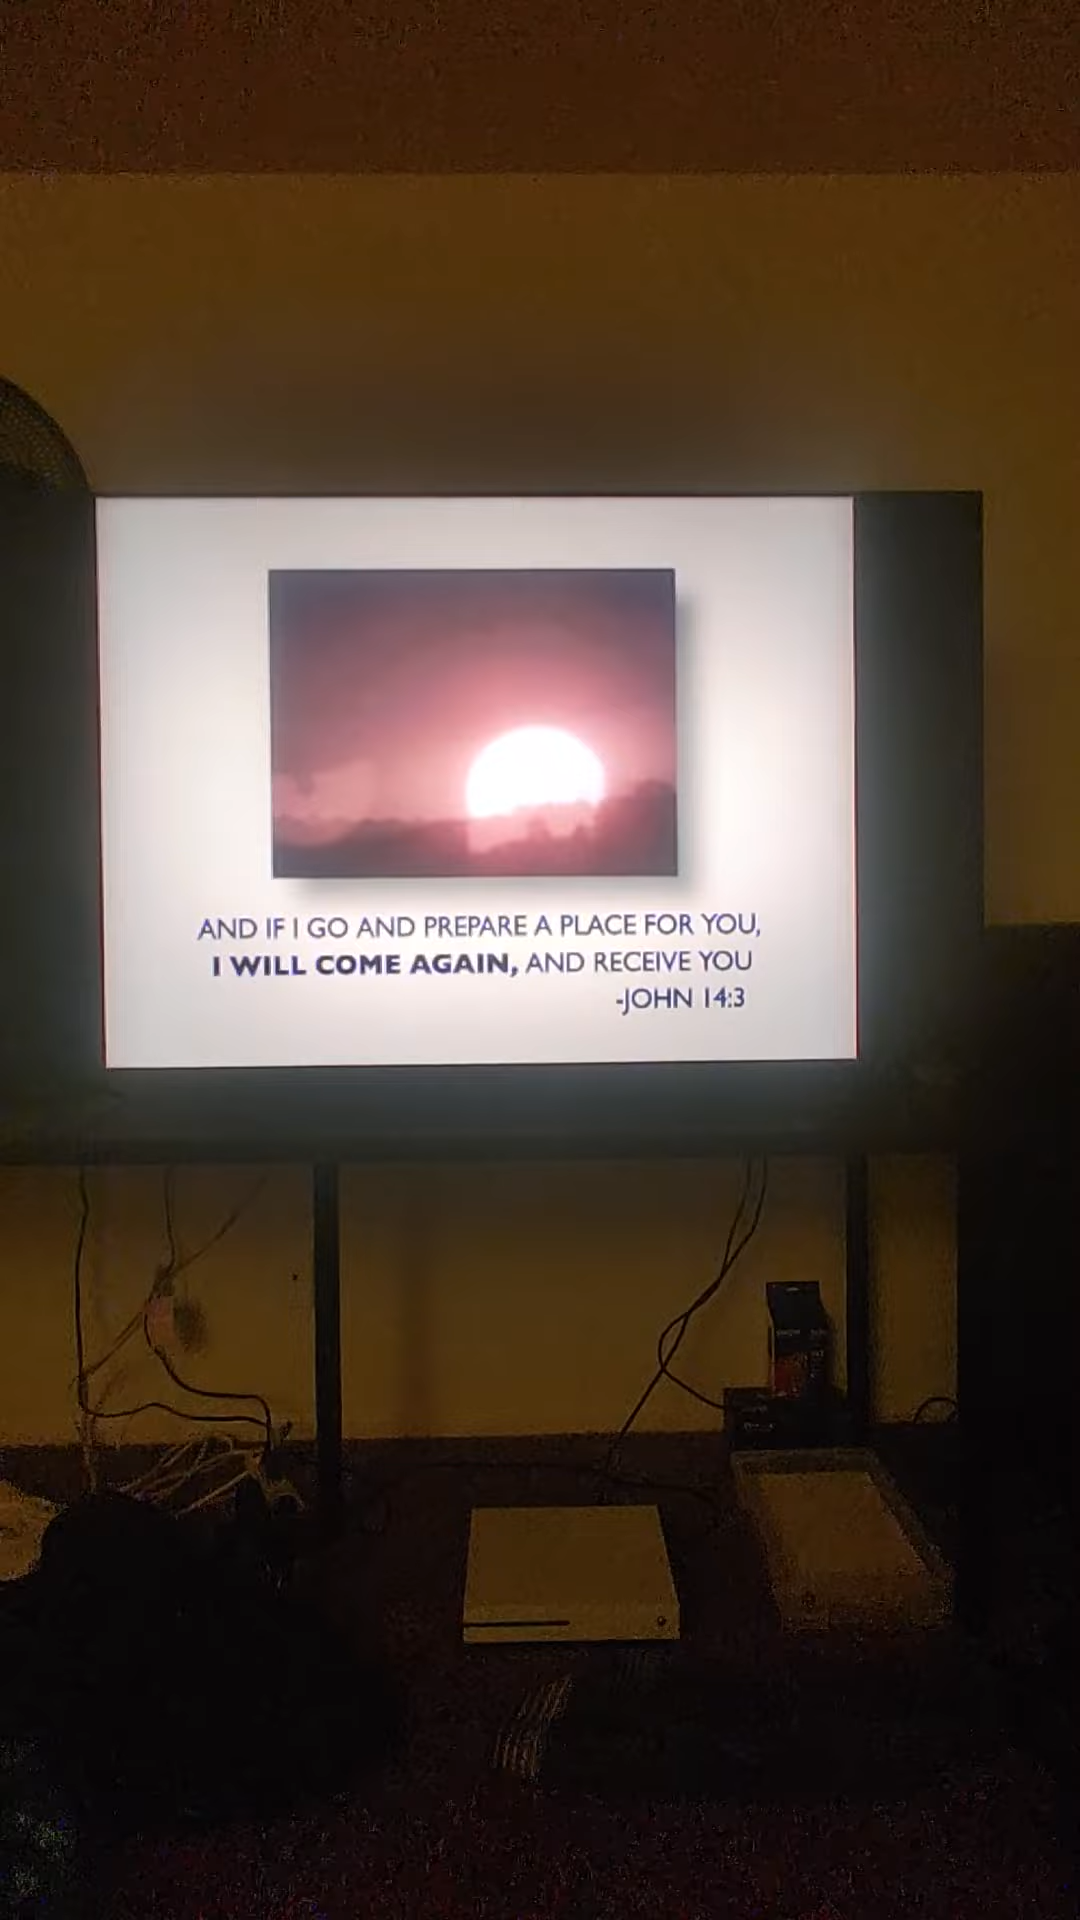 AND IF I GO AND PREPARE A PLACE FOR YOU,
I WILL COME AGAIN, AND RECEIVE YOU
-JOHN 14:3